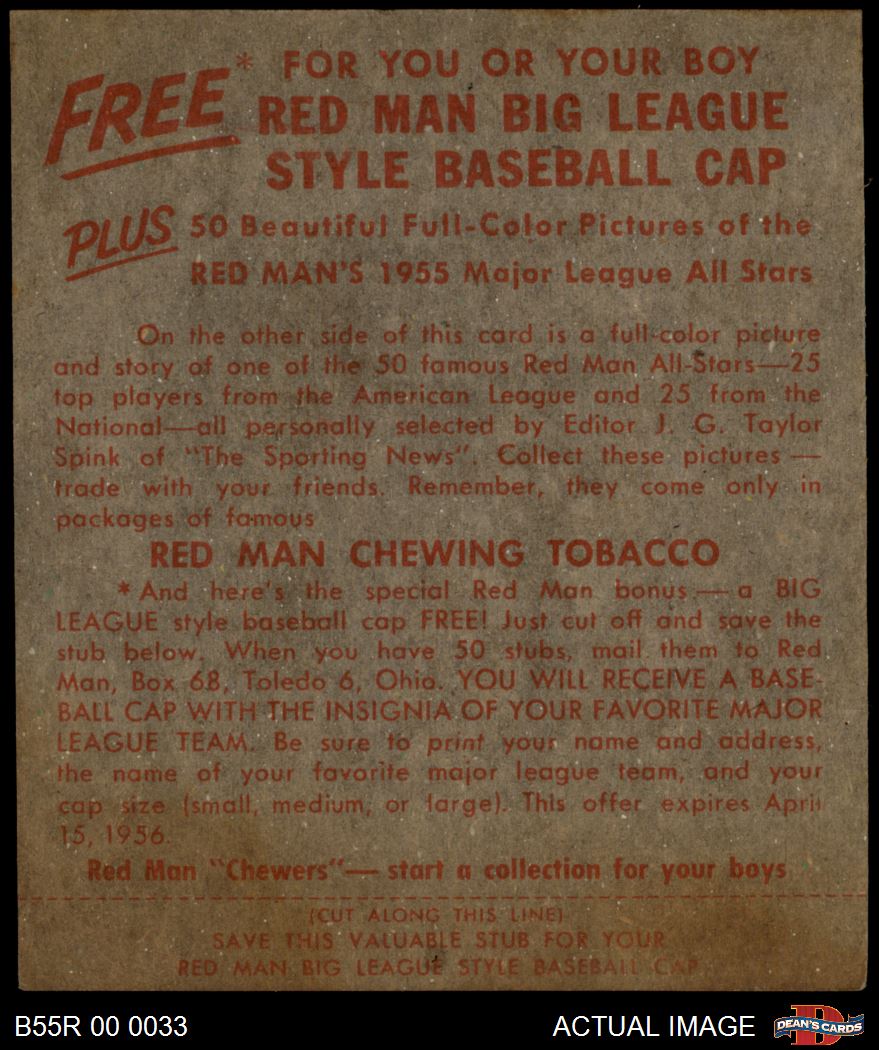 FREE* FOR YOU OR YOUR BOY
RED MAN BIG LEAGUE
STYLE BASEBALL CAP
PLUS 50 Beautiful Full-Color Pictures of the
RED MAN'S 1955 Major League All Stars
On the other side of this card is a full-color picture
and story of one of the 50 famous Red Man All-Stars—25
top players from the American League and 25 from the
National—all personally selected by Editor J. G. Taylor
Spink of "The Sporting News". Collect these pictures —
trade with your friends. Remember, they come only in
packages of famous
RED MAN CHEWING TOBACCO
*And here's the special Red Man bonus — a BIG
LEAGUE style baseball cap FREE! Just cut off and save the
stub below. When you have 50 stubs, mail them to Red
Man, Box 68, Toledo 6, Ohio. YOU WILL RECEIVE A BASE-
BALL CAP WITH THE INSIGNIA OF YOUR FAVORITE MAJOR
LEAGUE TEAM. Be sure to print your name and address,
the name of your favorite major league team, and your
cap size (small, medium, or large). This offer expires April
15, 1956.
Red Man "Chewers"— start a collection for your boys
(CUT ALONG THIS LINE)
SAVE THIS VALUABLE STUB FOR YOUR
RED MAN BIG LEAGUE STYLE BASEBALL CAP
B55R 00 0033 ACTUAL IMAGE DEAN'S CARDS